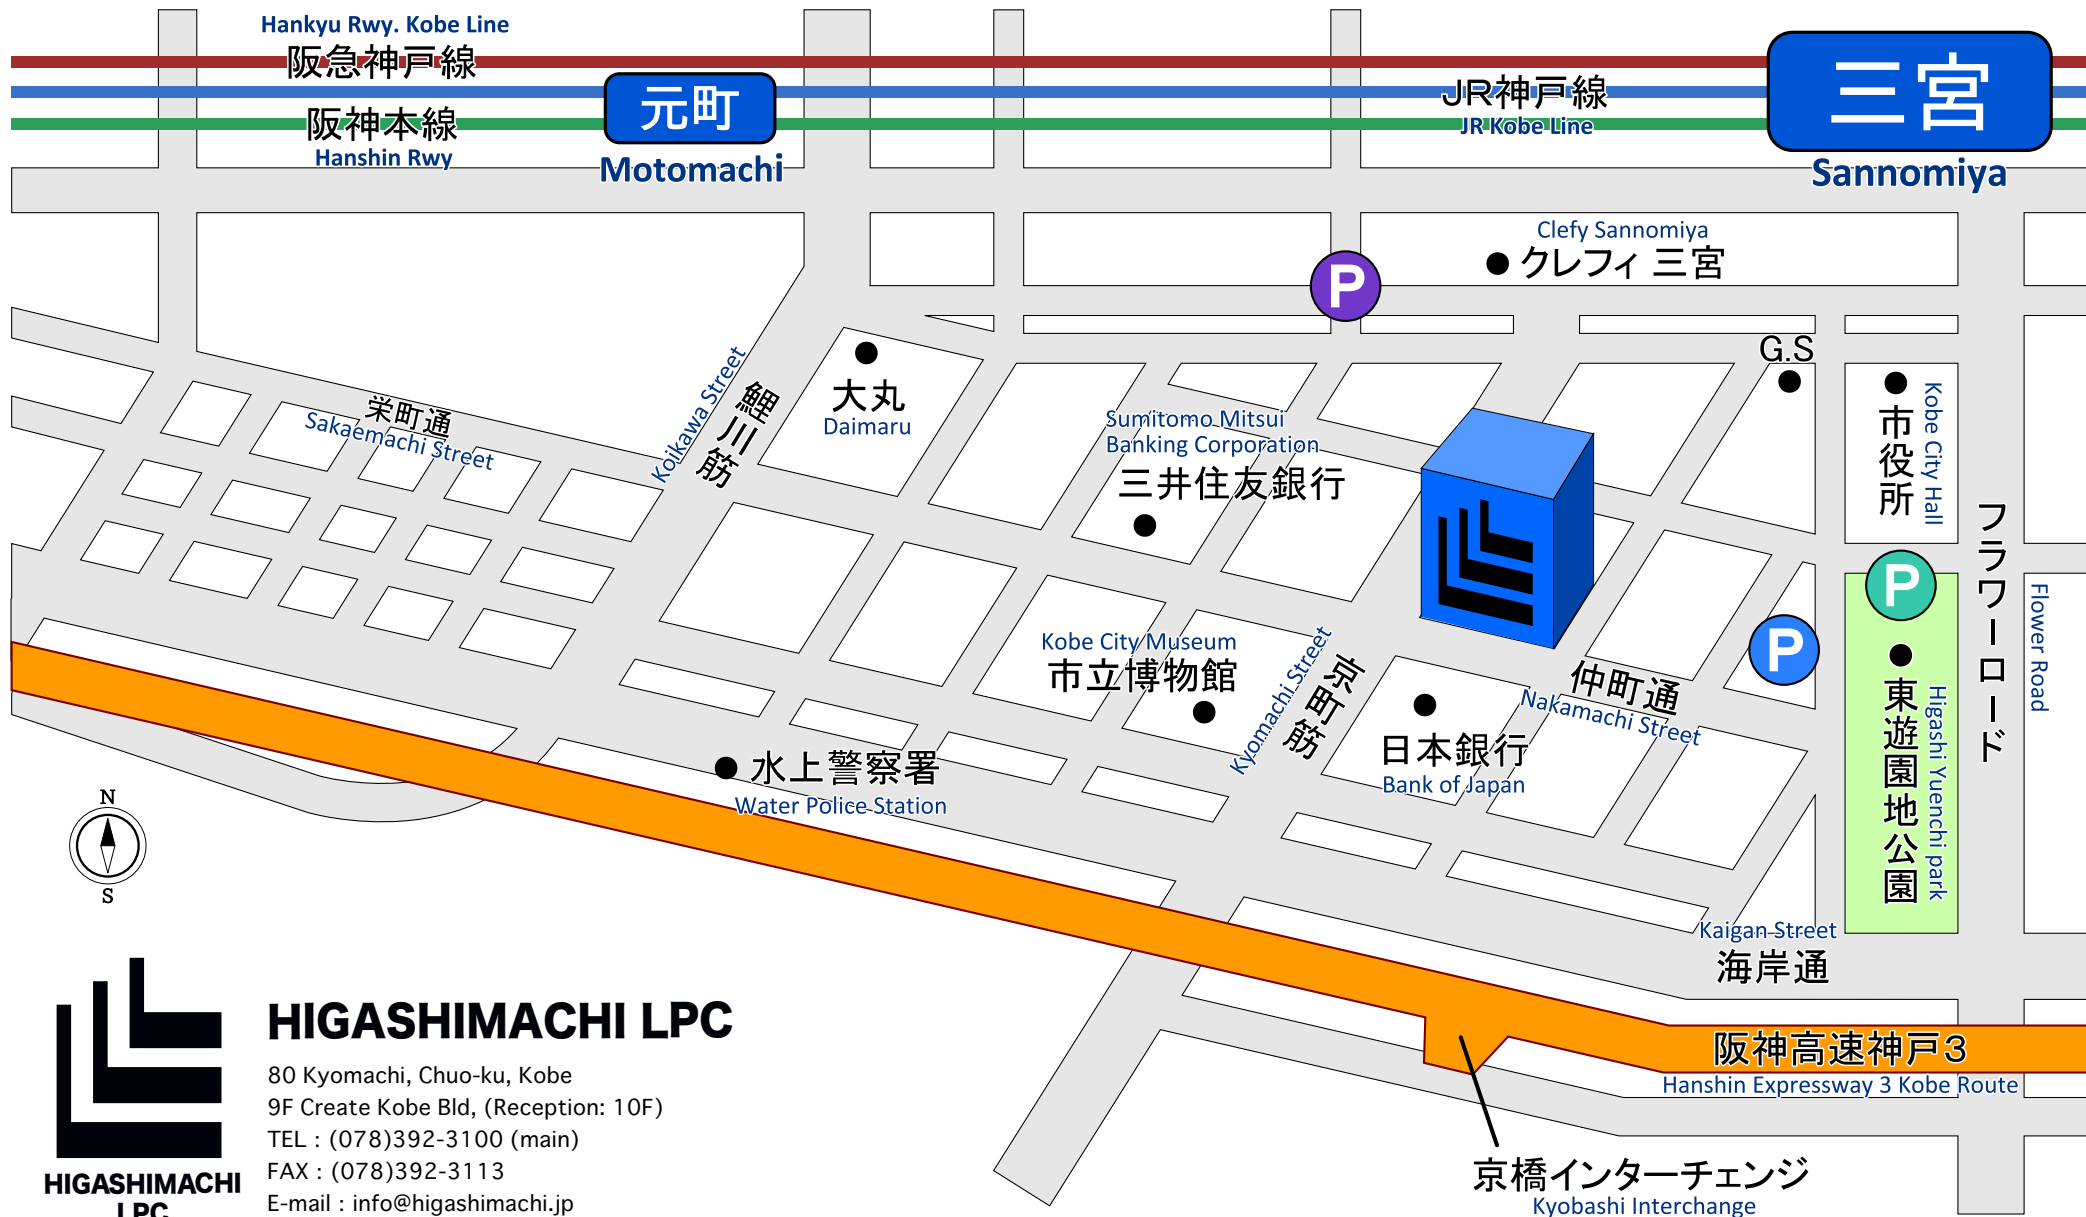 Hankyu Rwy. Kobe Line
阪急神戸線
阪神本線
Hanshin Rwy
元町
Motomachi
JR神戸線
JR Kobe Line
三宮
Sannomiya
Clefy Sannomiya
クレフィ 三宮
P
G.S
Kobe City Hall
市役所
大丸
Daimaru
Koikawa Street
鯉川筋
栄町通
Sakaemachi Street
Sumitomo Mitsui
Banking Corporation
三井住友銀行
フラワーロード
Flower Road
P
P
Kobe City Museum
市立博物館
Kyomachi Street
京町筋
仲町通
Nakamachi Street
日本銀行
Bank of Japan
東遊園地公園
Higashi Yuenchi park
水上警察署
Water Police Station
N
S
Kaigan Street
海岸通
阪神高速神戸3
Hanshin Expressway 3 Kobe Route
京橋インターチェンジ
Kyobashi Interchange
HIGASHIMACHI
LPC
HIGASHIMACHI LPC
80 Kyomachi, Chuo-ku, Kobe
9F Create Kobe Bld, (Reception: 10F)
TEL : (078)392-3100 (main)
FAX : (078)392-3113
E-mail : info@higashimachi.jp